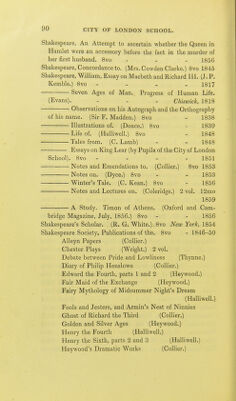 90 CITY OF LONDON SCHOOL.
Shakespere, An Attempt to ascertain whether the Queen in
Hamlet were an accessory before the fact in the murder of
her first husband. 8vo - - - 1856
Shakespeare, Concordance to. (Mrs. Cowden Clarke.) 8vo 1845
Shakespeare, William, Essay on Macbeth and Richard III. (J. P.
Kemble.) 8vo - - - - 1817
——— Seven Ages of Man. Progress of Human Life.
(Evans). - - - Chiswick, 1818
——— Observations on his Autograph and the Orthography
of his name. (Sir F. Madden.) 8vo - - 1838
——— Illustrations of. (Douce.) 8vo - - 1839
——— Life of. (Halliwell.) 8vo - - 1848
——— Tales from. (C. Lamb) - - 1848
——— Essays on King Lear (by Pupils of the City of London
School). 8vo - - - - 1851
——— Notes and Emendations to. (Collier.) 8vo 1853
——— Notes on. (Dyce.) 8vo - - 1853
——— Winter's Tale. (C. Kean.) 8vo - - 1856
——— Notes and Lectures on. (Coleridge.) 2 vol. 12mo
1859
——— A Study. Timon of Athens. (Oxford and Cam-
bridge Magazine, July, 1856.) 8vo - - 1856
Shakespeare's Scholar. (R. G. White.) 8vo New York, 1854
Shakespeare Society, Publications of the. 8vo - 1846-50
Alleyn Papers (Collier.)
Chester Plays (Weight.) 2 vol.
Debate between Pride and Lowliness (Thynne.)
Diary of Philip Henslowe (Collier.)
Edward the Fourth, parts 1 and 2 (Heywood.)
Fair Maid of the Exchange (Heywood.)
Fairy Mythology of Midsummer Night's Dream
(Halliwell.)
Fools and Jesters, and Armin's Nest of Ninnies
Ghost of Richard the Third (Collier.)
Golden and Silver Ages (Heywood.)
Henry the Fourth (Halliwell.)
Henry the Sixth, parts 2 and 3 (Halliwell.)
Heywood's Dramatic Works (Collier.)